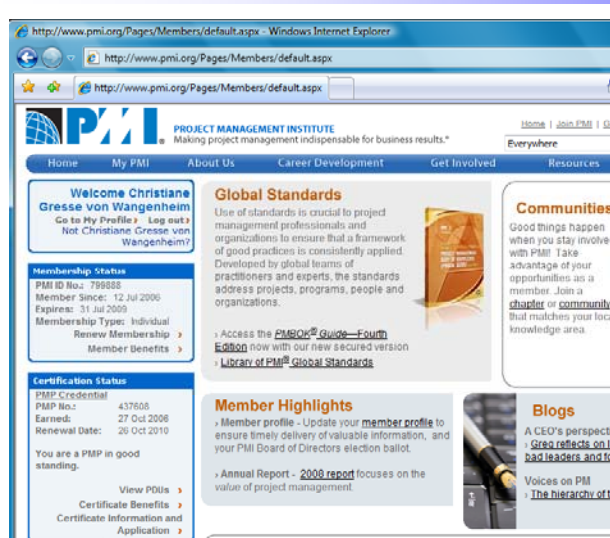 http://www.pmi.org/Pages/Members/default.aspx - Windows Internet Explorer
http://www.pmi.org/Pages/Members/default.aspx
http://www.pmi.org/Pages/Members/default.aspx
PMI
PROJECT MANAGEMENT INSTITUTE
Making project management indispensable for business results.®
Home | Join PMI | G
Everywhere
Home My PMI About Us Career Development Get Involved Resources
Welcome Christiane
Gresse von Wangenheim
Go to My Profile › Log out ›
Not Christiane Gresse von
Wangenheim?
Membership Status
PMI ID No.: 799888
Member Since: 12 Jul 2006
Expires: 31 Jul 2009
Membership Type: Individual
Renew Membership ›
Member Benefits ›
Certification Status
PMP Credential
PMP No.: 437608
Earned: 27 Oct 2006
Renewal Date: 26 Oct 2010
You are a PMP in good
standing.
View PDUs ›
Certificate Benefits ›
Certificate Information and
Application ›
Global Standards
Use of standards is crucial to project
management professionals and
organizations to ensure that a framework
of good practices is consistently applied.
Developed by global teams of
practitioners and experts, the standards
address projects, programs, people and
organizations.
› Access the PMBOK® Guide—Fourth
Edition now with our new secured version
› Library of PMI® Global Standards
Communities
Good things happen
when you stay involve
with PMI! Take
advantage of your
opportunities as a
member. Join a
chapter or community
that matches your loca
knowledge area.
Member Highlights
› Member profile - Update your member profile to
ensure timely delivery of valuable information, and
your PMI Board of Directors election ballot.
› Annual Report - 2008 report focuses on the
value of project management.
Blogs
A CEO's perspecti
› Greg reflects on l
bad leaders and fo
Voices on PM
› The hierarchy of t